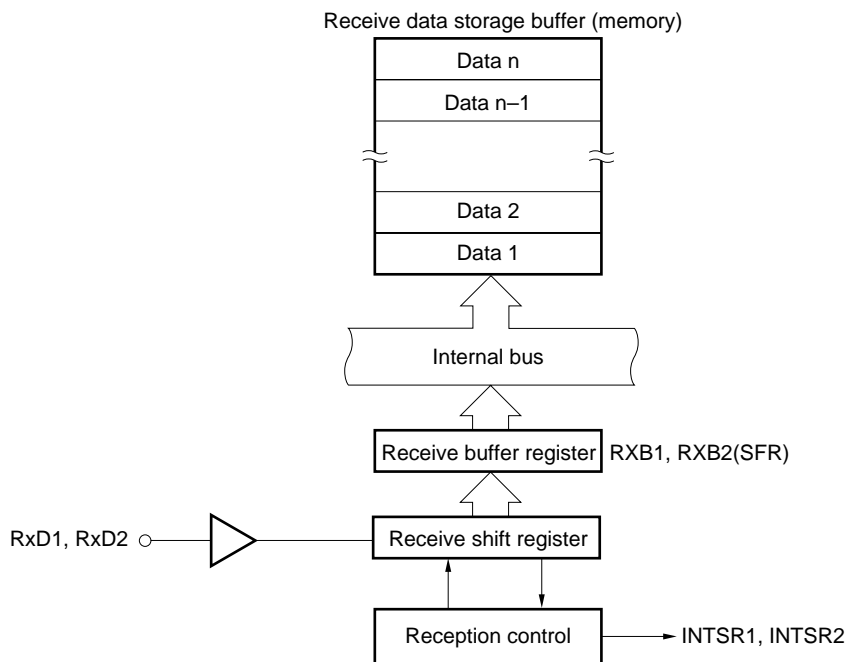 Receive data storage buffer (memory)
Data n
Data n–1
Data 2
Data 1
Internal bus
Receive buffer register RXB1, RXB2(SFR)
RxD1, RxD2 Receive shift register
Reception control INTSR1, INTSR2